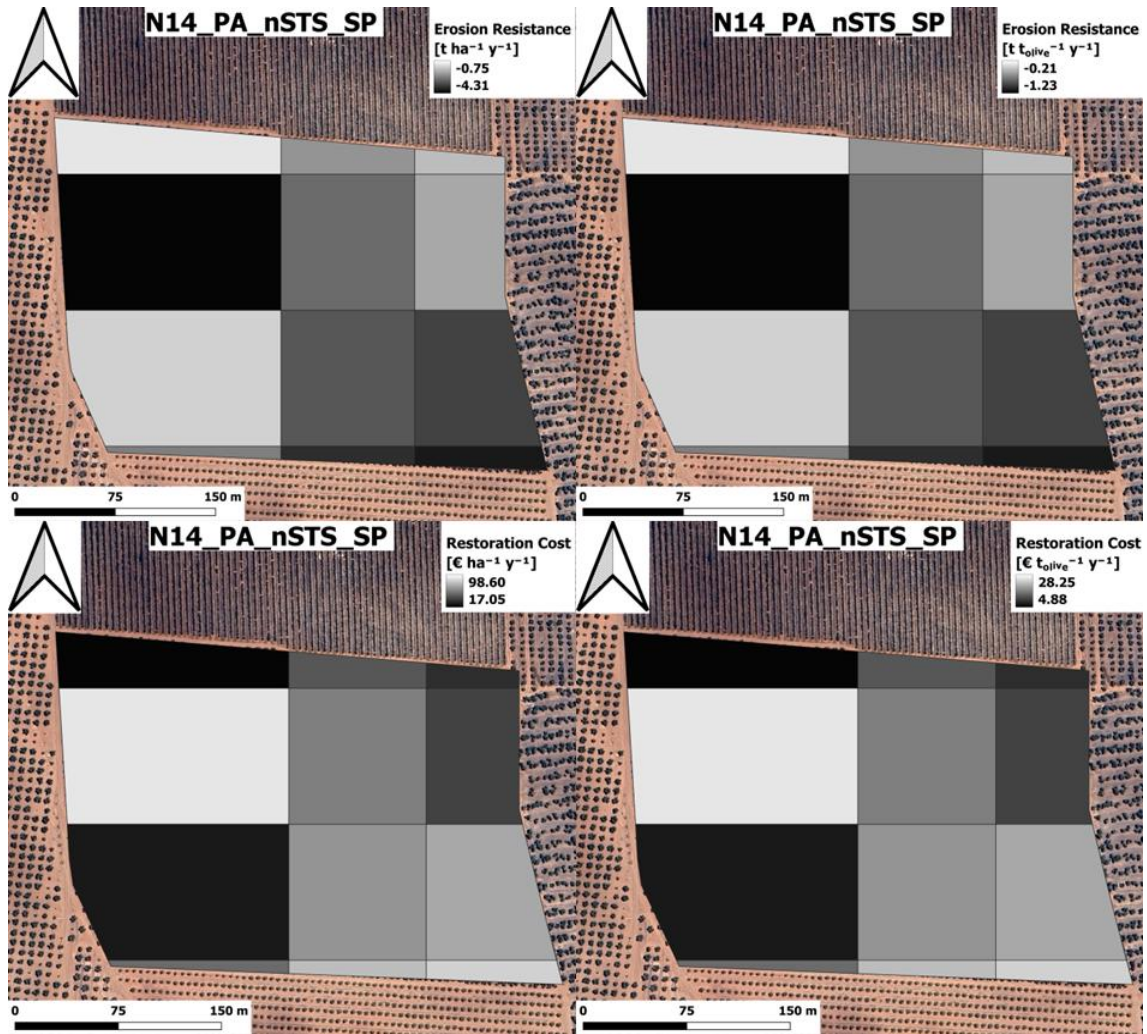 N14_PA_nSTS_SP
Erosion Resistance
[t ha⁻¹ y⁻¹]
-0.75
-4.31
0 75 150 m
N14_PA_nSTS_SP
Erosion Resistance
[t tₒₗᵢᵥₑ⁻¹ y⁻¹]
-0.21
-1.23
0 75 150 m
N14_PA_nSTS_SP
Restoration Cost
[€ ha⁻¹ y⁻¹]
98.60
17.05
0 75 150 m
N14_PA_nSTS_SP
Restoration Cost
[€ tₒₗᵢᵥₑ⁻¹ y⁻¹]
28.25
4.88
0 75 150 m